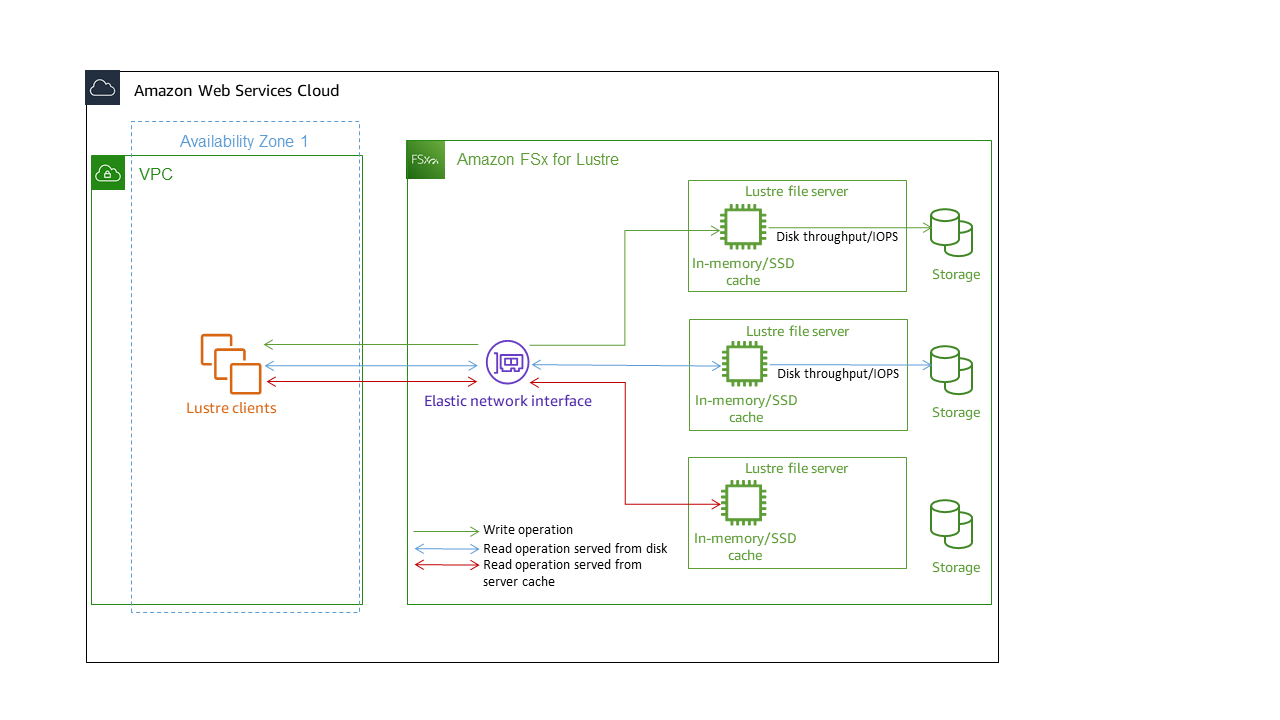 Amazon Web Services Cloud
Availability Zone 1
VPC
FSx
Amazon FSx for Lustre
Lustre file server
Disk throughput/IOPS
In-memory/SSD
cache
Storage
Lustre file server
Disk throughput/IOPS
In-memory/SSD
cache
Storage
Lustre clients
Elastic network interface
Lustre file server
In-memory/SSD
cache
Storage
Write operation
Read operation served from disk
Read operation served from
server cache